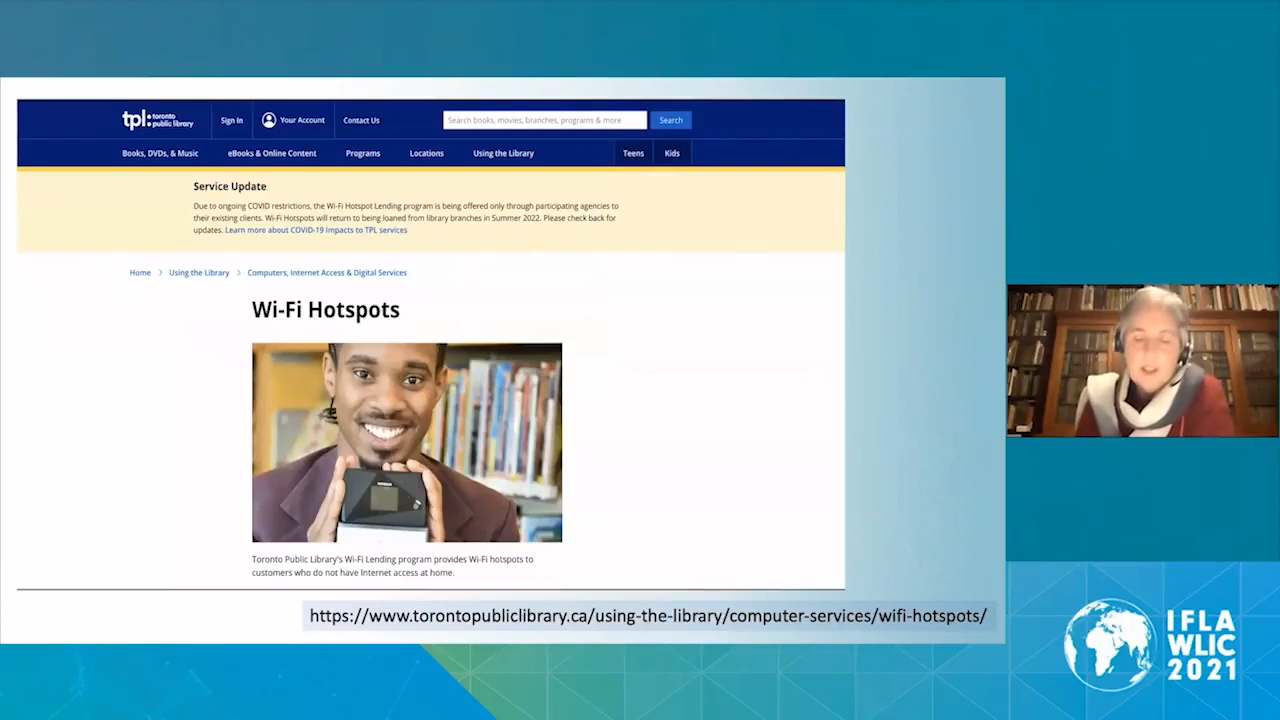 tpl: toronto
public library
Sign In
Your Account
Contact Us
Search books, movies, branches, programs & more
Search
Books, DVDs, & Music
eBooks & Online Content
Programs
Locations
Using the Library
Teens
Kids
Service Update
Due to ongoing COVID restrictions, the Wi-Fi Hotspot Lending program is being offered only through participating agencies to
their existing clients. Wi-Fi Hotspots will return to being loaned from library branches in Summer 2022. Please check back for
updates. Learn more about COVID-19 Impacts to TPL services
Home > Using the Library > Computers, Internet Access & Digital Services
Wi-Fi Hotspots
Toronto Public Library's Wi-Fi Lending program provides Wi-Fi hotspots to
customers who do not have Internet access at home.
https://www.torontopubliclibrary.ca/using-the-library/computer-services/wifi-hotspots/
IFLA
WLIC
2021